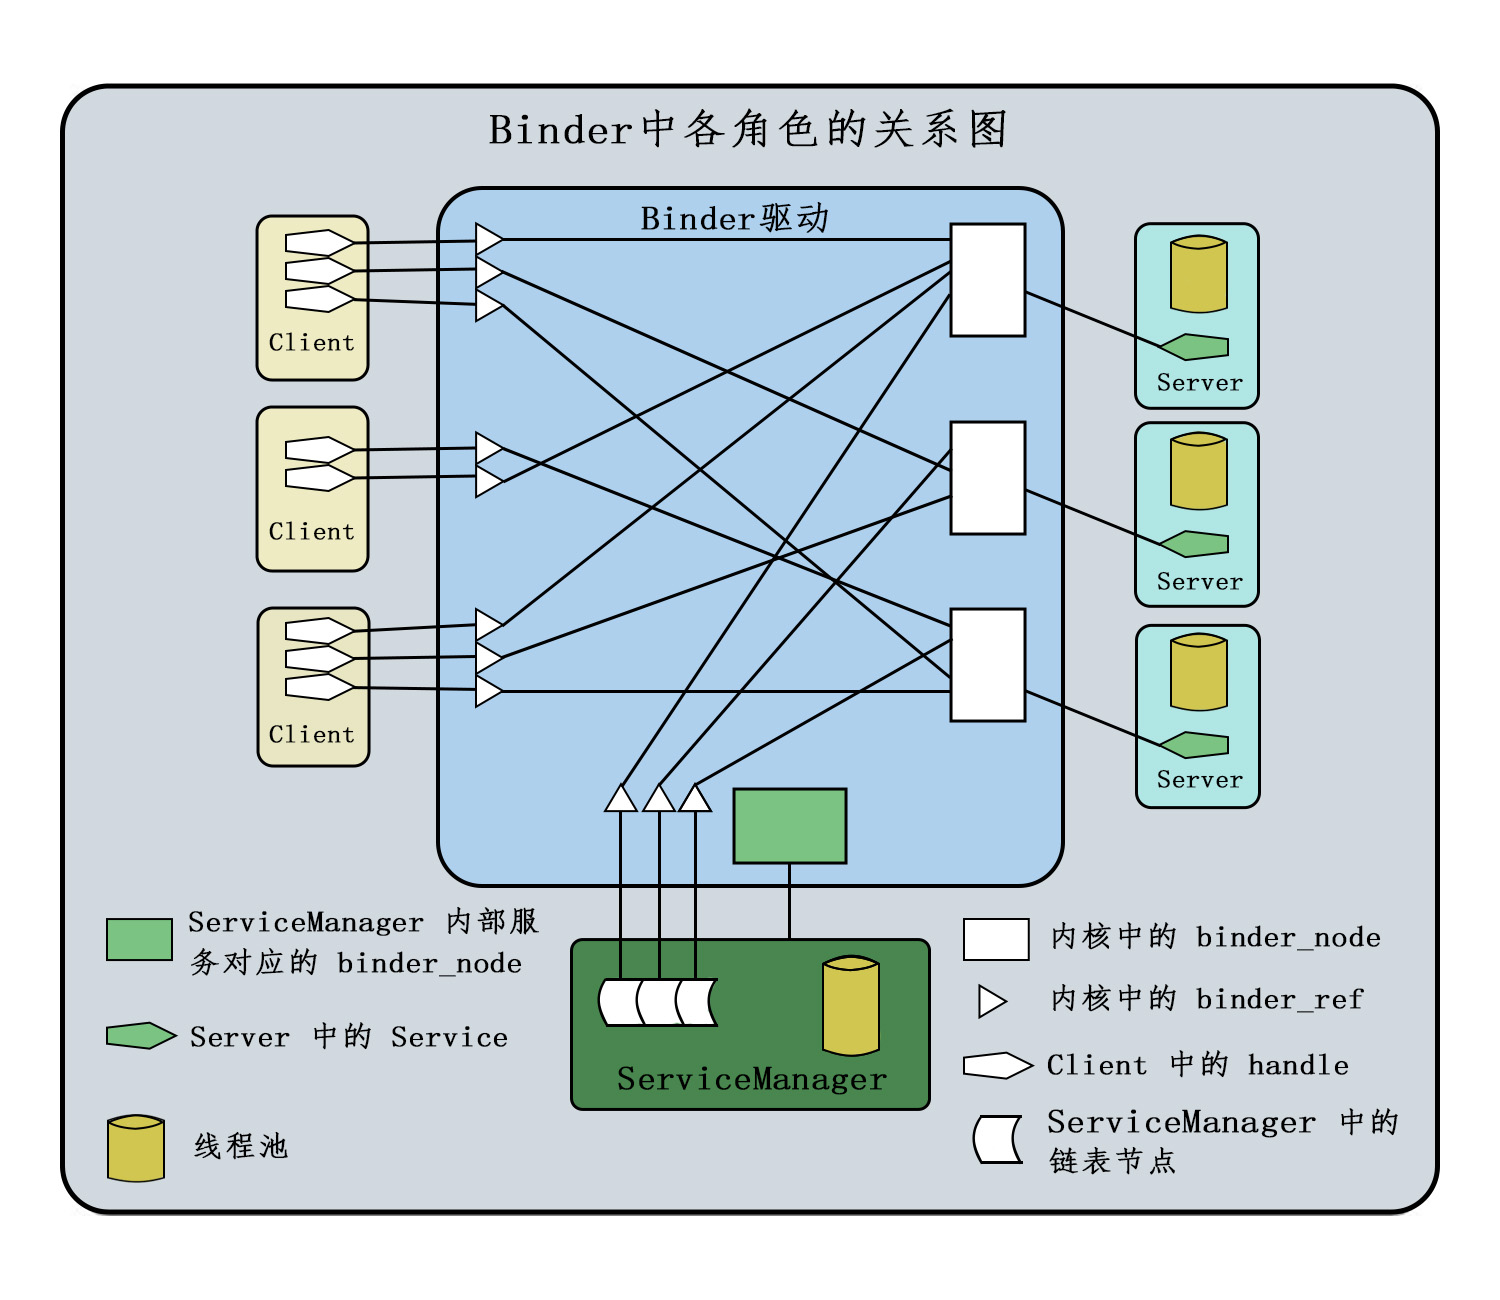 Binder中各角色的关系图
Binder驱动
Client
Client
Client
Server
Server
Server
ServiceManager
ServiceManager 内部服
务对应的 binder_node
Server 中的 Service
线程池
内核中的 binder_node
内核中的 binder_ref
Client 中的 handle
ServiceManager 中的
链表节点